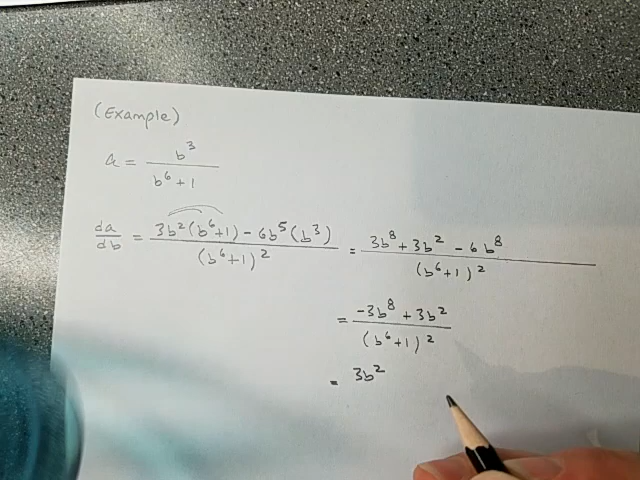 (Example)
a = b³ / (b⁶+1)
da/db = (3b²(b⁶+1) - 6b⁵(b³)) / (b⁶+1)² = (3b⁸ + 3b² - 6b⁸) / (b⁶+1)²
= (-3b⁸ + 3b²) / (b⁶+1)²
= 3b²